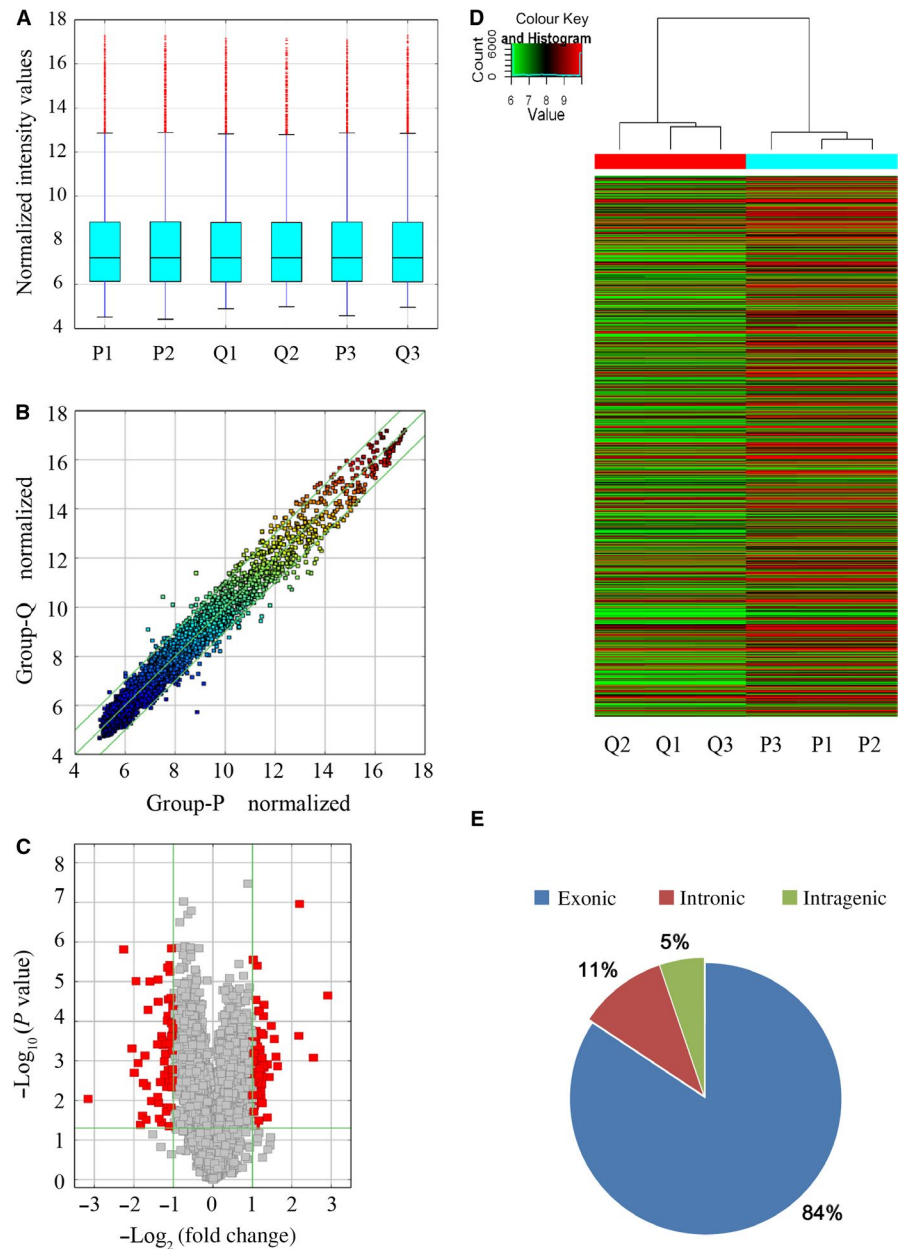 A
18
16
14
12
10
8
6
4
Normalized intensity values
P1 P2 Q1 Q2 P3 Q3
B
18
16
14
12
10
8
6
4
Group-Q normalized
4 6 8 10 12 14 16 18
Group-P normalized
C
8
7
6
5
4
3
2
1
0
–Log10 (P value)
–3 –2 –1 0 1 2 3
–Log2 (fold change)
D
Colour Key
and Histogram
Count
0 6000
6 7 8 9
Value
Q2 Q1 Q3 P3 P1 P2
E
Exonic Intronic Intragenic
5%
11%
84%